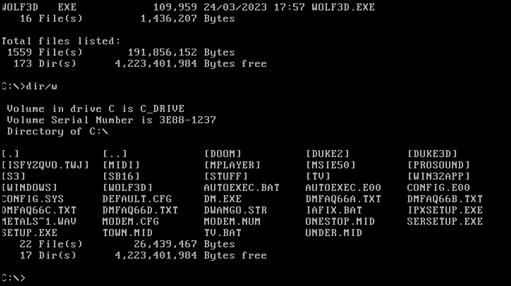 WOLF3D   EXE           109,959 24/03/2023 17:57 WOLF3D.EXE
   16 File(s)      1,436,207 Bytes
Total files listed:
 1559 File(s)    191,856,152 Bytes
  173 Dir(s)   4,223,401,984 Bytes free
C:\>dir/w
 Volume in drive C is C_DRIVE
 Volume Serial Number is 3E88-1237
 Directory of C:\
[.]              [..]             [DOOM]           [DUKE2]          [DUKE3D]
[ISFYZQVO.TWJ]   [MIDI]           [MPLAYER]        [MSIE50]         [PROSOUND]
[S3]             [SB16]           [STUFF]          [TV]             [WIN32APP]
[WINDOWS]        [WOLF3D]         AUTOEXEC.BAT     AUTOEXEC.E00     CONFIG.E00
CONFIG.SYS       DEFAULT.CFG      DM.EXE           DMFAQ66A.TXT     DMFAQ66B.TXT
DMFAQ66C.TXT     DMFAQ66D.TXT     DWANGO.STR       IAFIX.BAT        IPXSETUP.EXE
METALS~1.WAV     MODEM.CFG        MODEM.NUM        ONESTOP.MID      SERSETUP.EXE
SETUP.EXE        TOWN.MID         TV.BAT           UNDER.MID
   22 File(s)     26,439,467 Bytes
   17 Dir(s)   4,223,401,984 Bytes free
C:\>